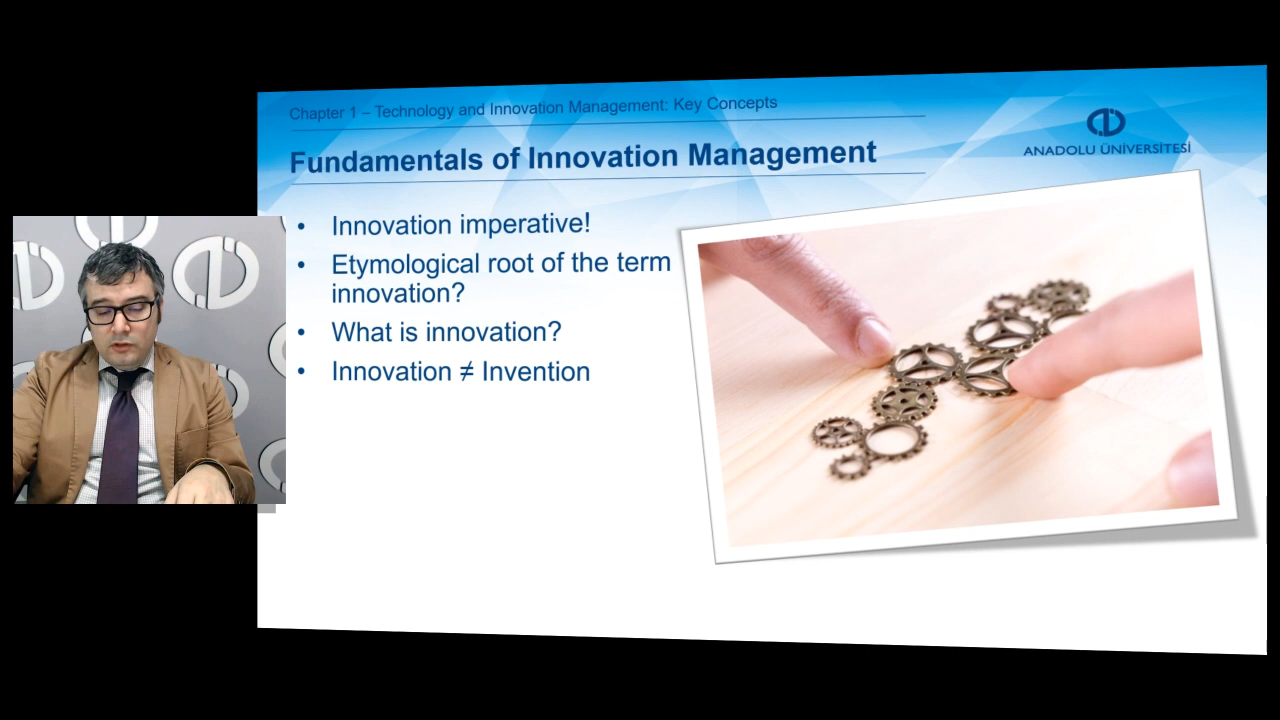 Chapter 1 – Technology and Innovation Management: Key Concepts
ANADOLU ÜNİVERSİTESİ
Fundamentals of Innovation Management
• Innovation imperative!
• Etymological root of the term
innovation?
• What is innovation?
• Innovation ≠ Invention